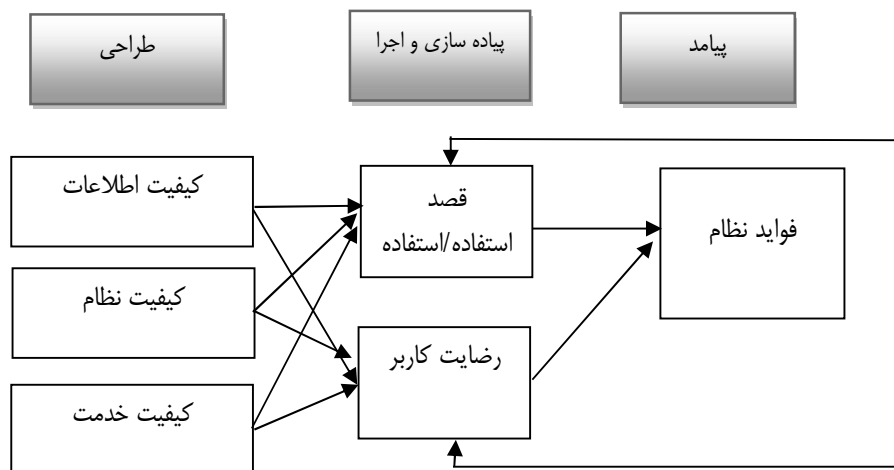 طراحی
پیاده سازی و اجرا
پیامد
کیفیت اطلاعات
کیفیت نظام
کیفیت خدمت
قصد
استفاده/استفاده
رضایت کاربر
فواید نظام